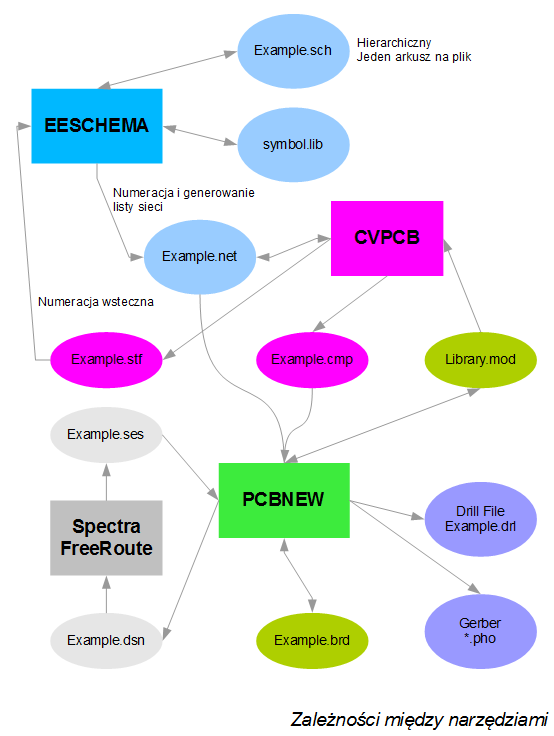 Example.sch
Hierarchiczny
Jeden arkusz na plik
EESCHEMA
symbol.lib
Numeracja i generowanie
listy sieci
CVPCB
Example.net
Numeracja wsteczna
Example.stf
Example.cmp
Library.mod
Example.ses
PCBNEW
Spectra
FreeRoute
Drill File
Example.drl
Example.dsn
Example.brd
Gerber
*.pho
Zależności między narzędziami